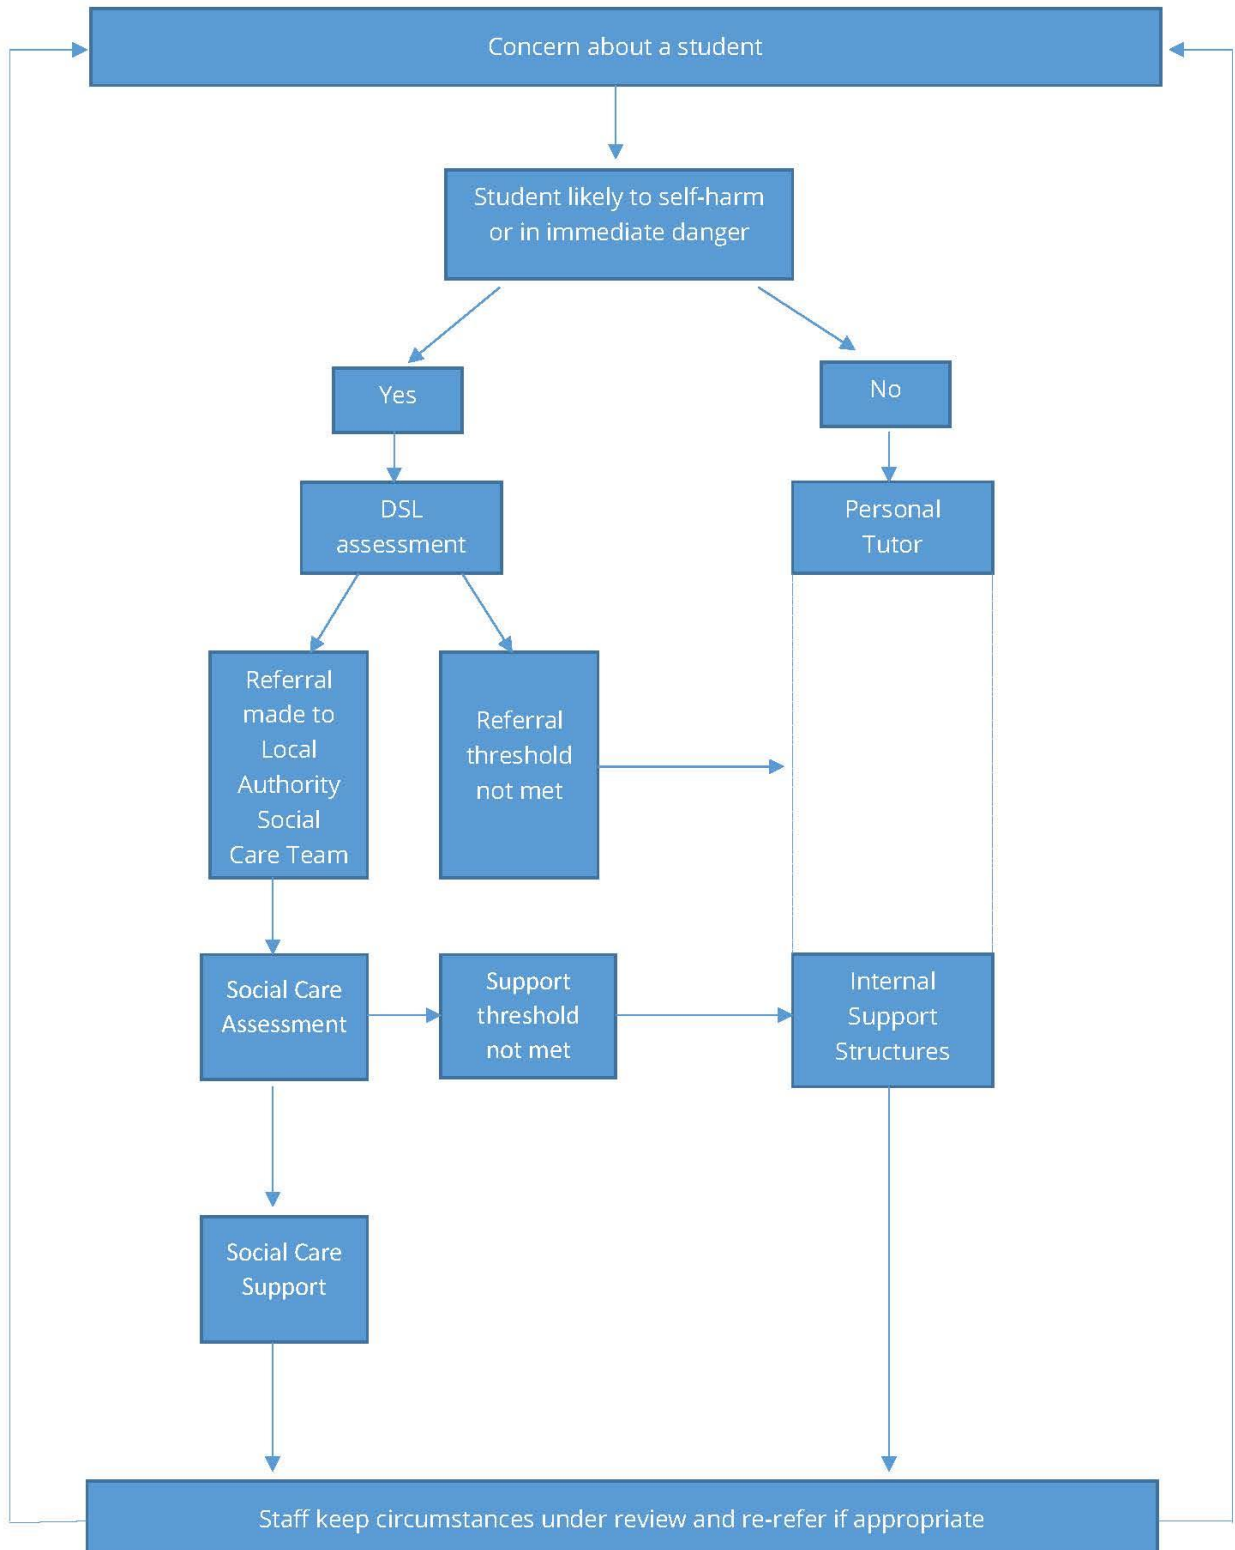 Concern about a student
Student likely to self-harm
or in immediate danger
Yes
No
DSL
assessment
Personal
Tutor
Referral
made to
Local
Authority
Social
Care Team
Referral
threshold
not met
Social Care
Assessment
Support
threshold
not met
Internal
Support
Structures
Social Care
Support
Staff keep circumstances under review and re-refer if appropriate